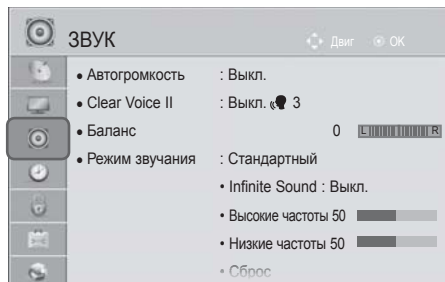 ЗВУК Двиг OK
• Автогромкость : Выкл.
• Clear Voice II : Выкл. 3
• Баланс 0 L R
• Режим звучания : Стандартный
• Infinite Sound : Выкл.
• Высокие частоты 50
• Низкие частоты 50
• Сброс